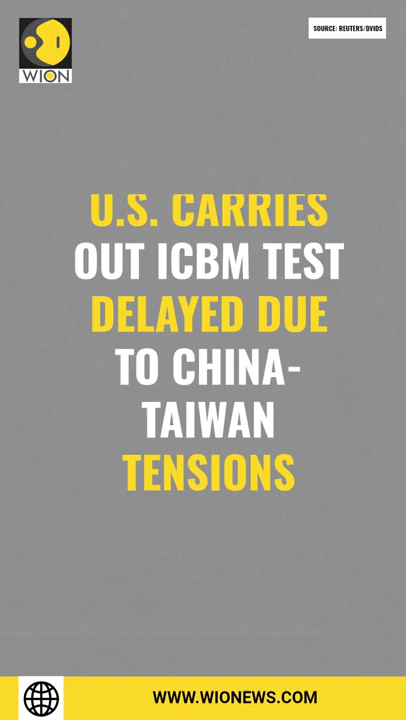 WION
SOURCE: REUTERS/DVIDS
U.S. CARRIES
OUT ICBM TEST
DELAYED DUE
TO CHINA-
TAIWAN
TENSIONS
WWW.WIONEWS.COM